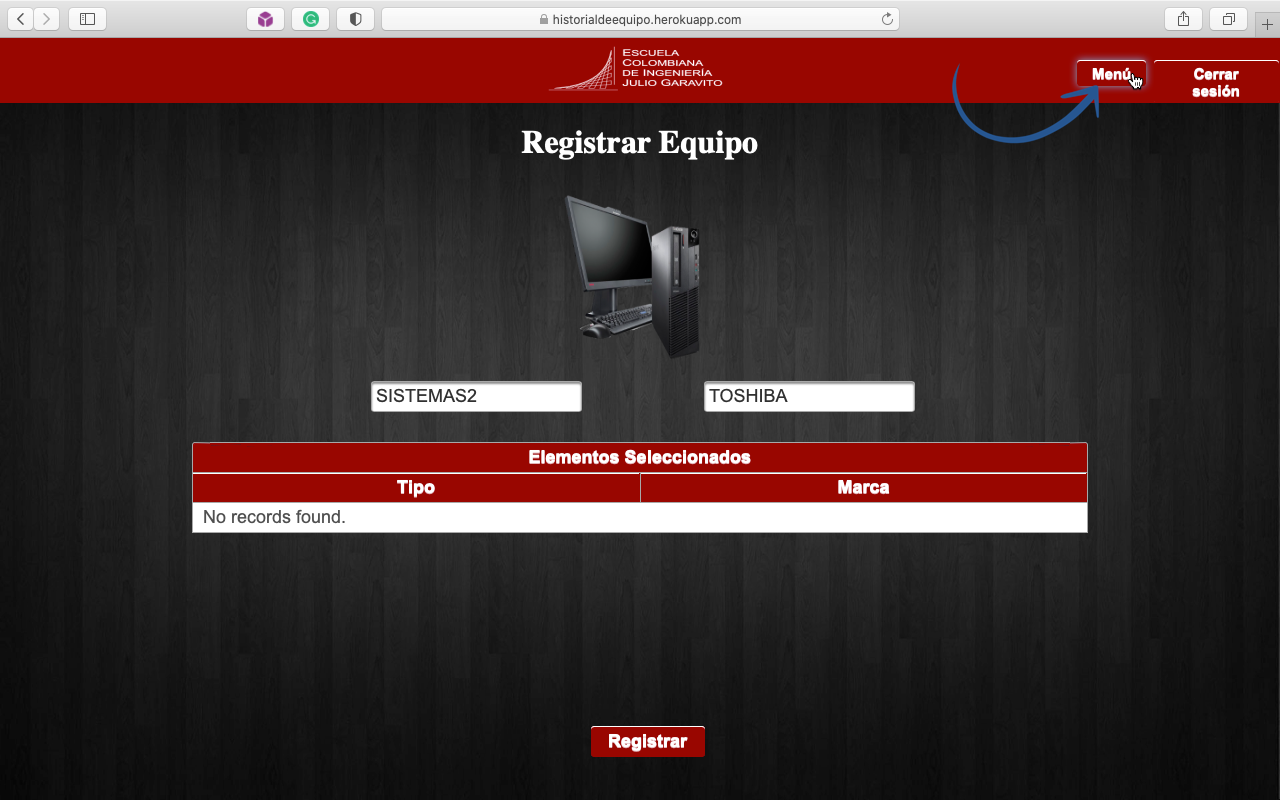 historialdeequipo.herokuapp.com
ESCUELA
COLOMBIANA
DE INGENIERÍA
JULIO GARAVITO
Menú
Cerrar
sesión
Registrar Equipo
SISTEMAS2
TOSHIBA
Elementos Seleccionados
Tipo
Marca
No records found.
Registrar